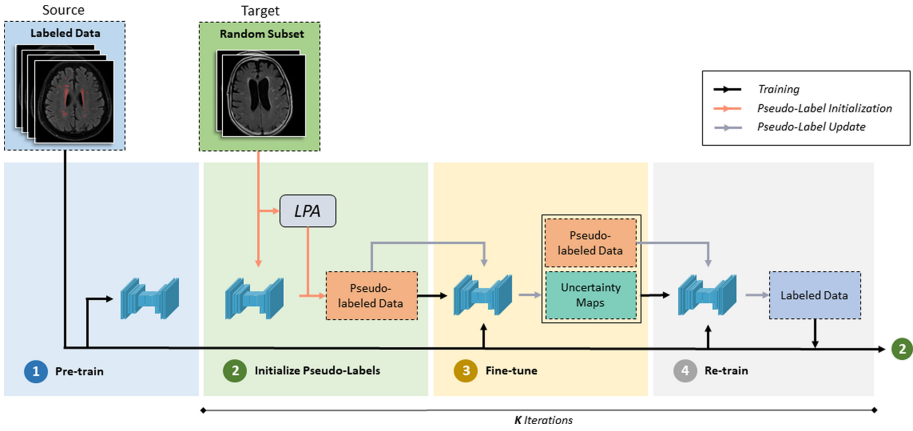 Source
Target
Labeled Data
Random Subset
Training
Pseudo-Label Initialization
Pseudo-Label Update
LPA
Pseudo-
labeled Data
Pseudo-
labeled Data
Uncertainty
Maps
Labeled Data
1 Pre-train
2 Initialize Pseudo-Labels
3 Fine-tune
4 Re-train
2
K Iterations